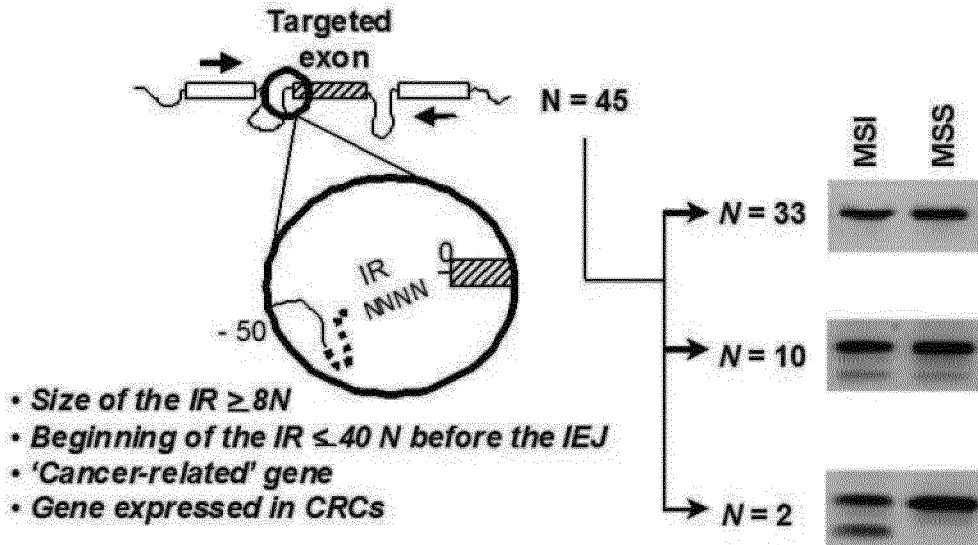 Targeted
exon
N = 45
MSI
MSS
N = 33
0
IR
NNNN
- 50
N = 10
• Size of the IR ≥ 8N
• Beginning of the IR ≤ 40 N before the IEJ
• 'Cancer-related' gene
• Gene expressed in CRCs
N = 2